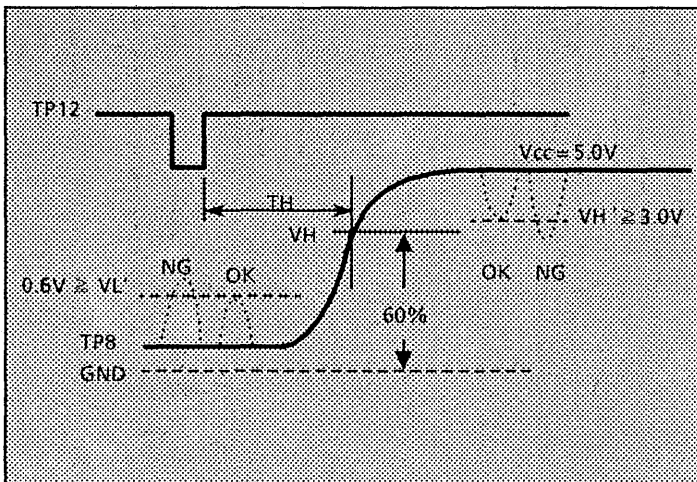 TP12
Vcc=5.0V
TH
VH
VH'≧3.0V
NG
OK
0.6V ≧ VL'
OK
NG
60%
TP8
GND